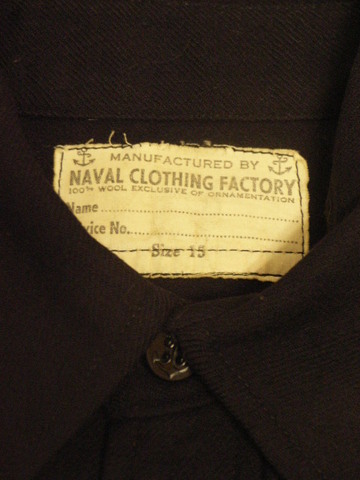 MANUFACTURED BY
NAVAL CLOTHING FACTORY
100% WOOL EXCLUSIVE OF ORNAMENTATION
Name
vice No.
Size 15